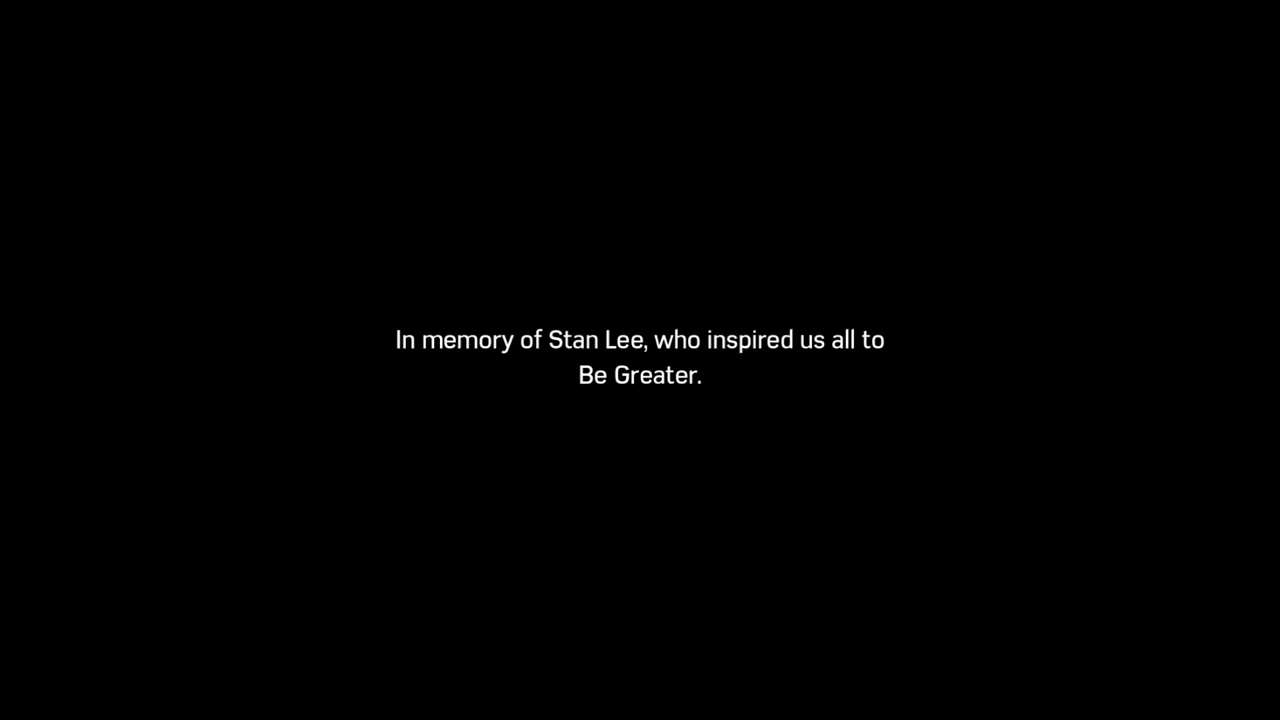 In memory of Stan Lee, who inspired us all to
Be Greater.